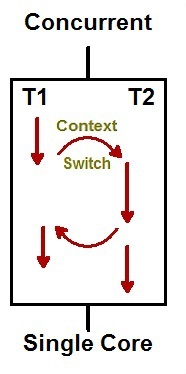 Concurrent
T1 T2
Context
Switch
Single Core